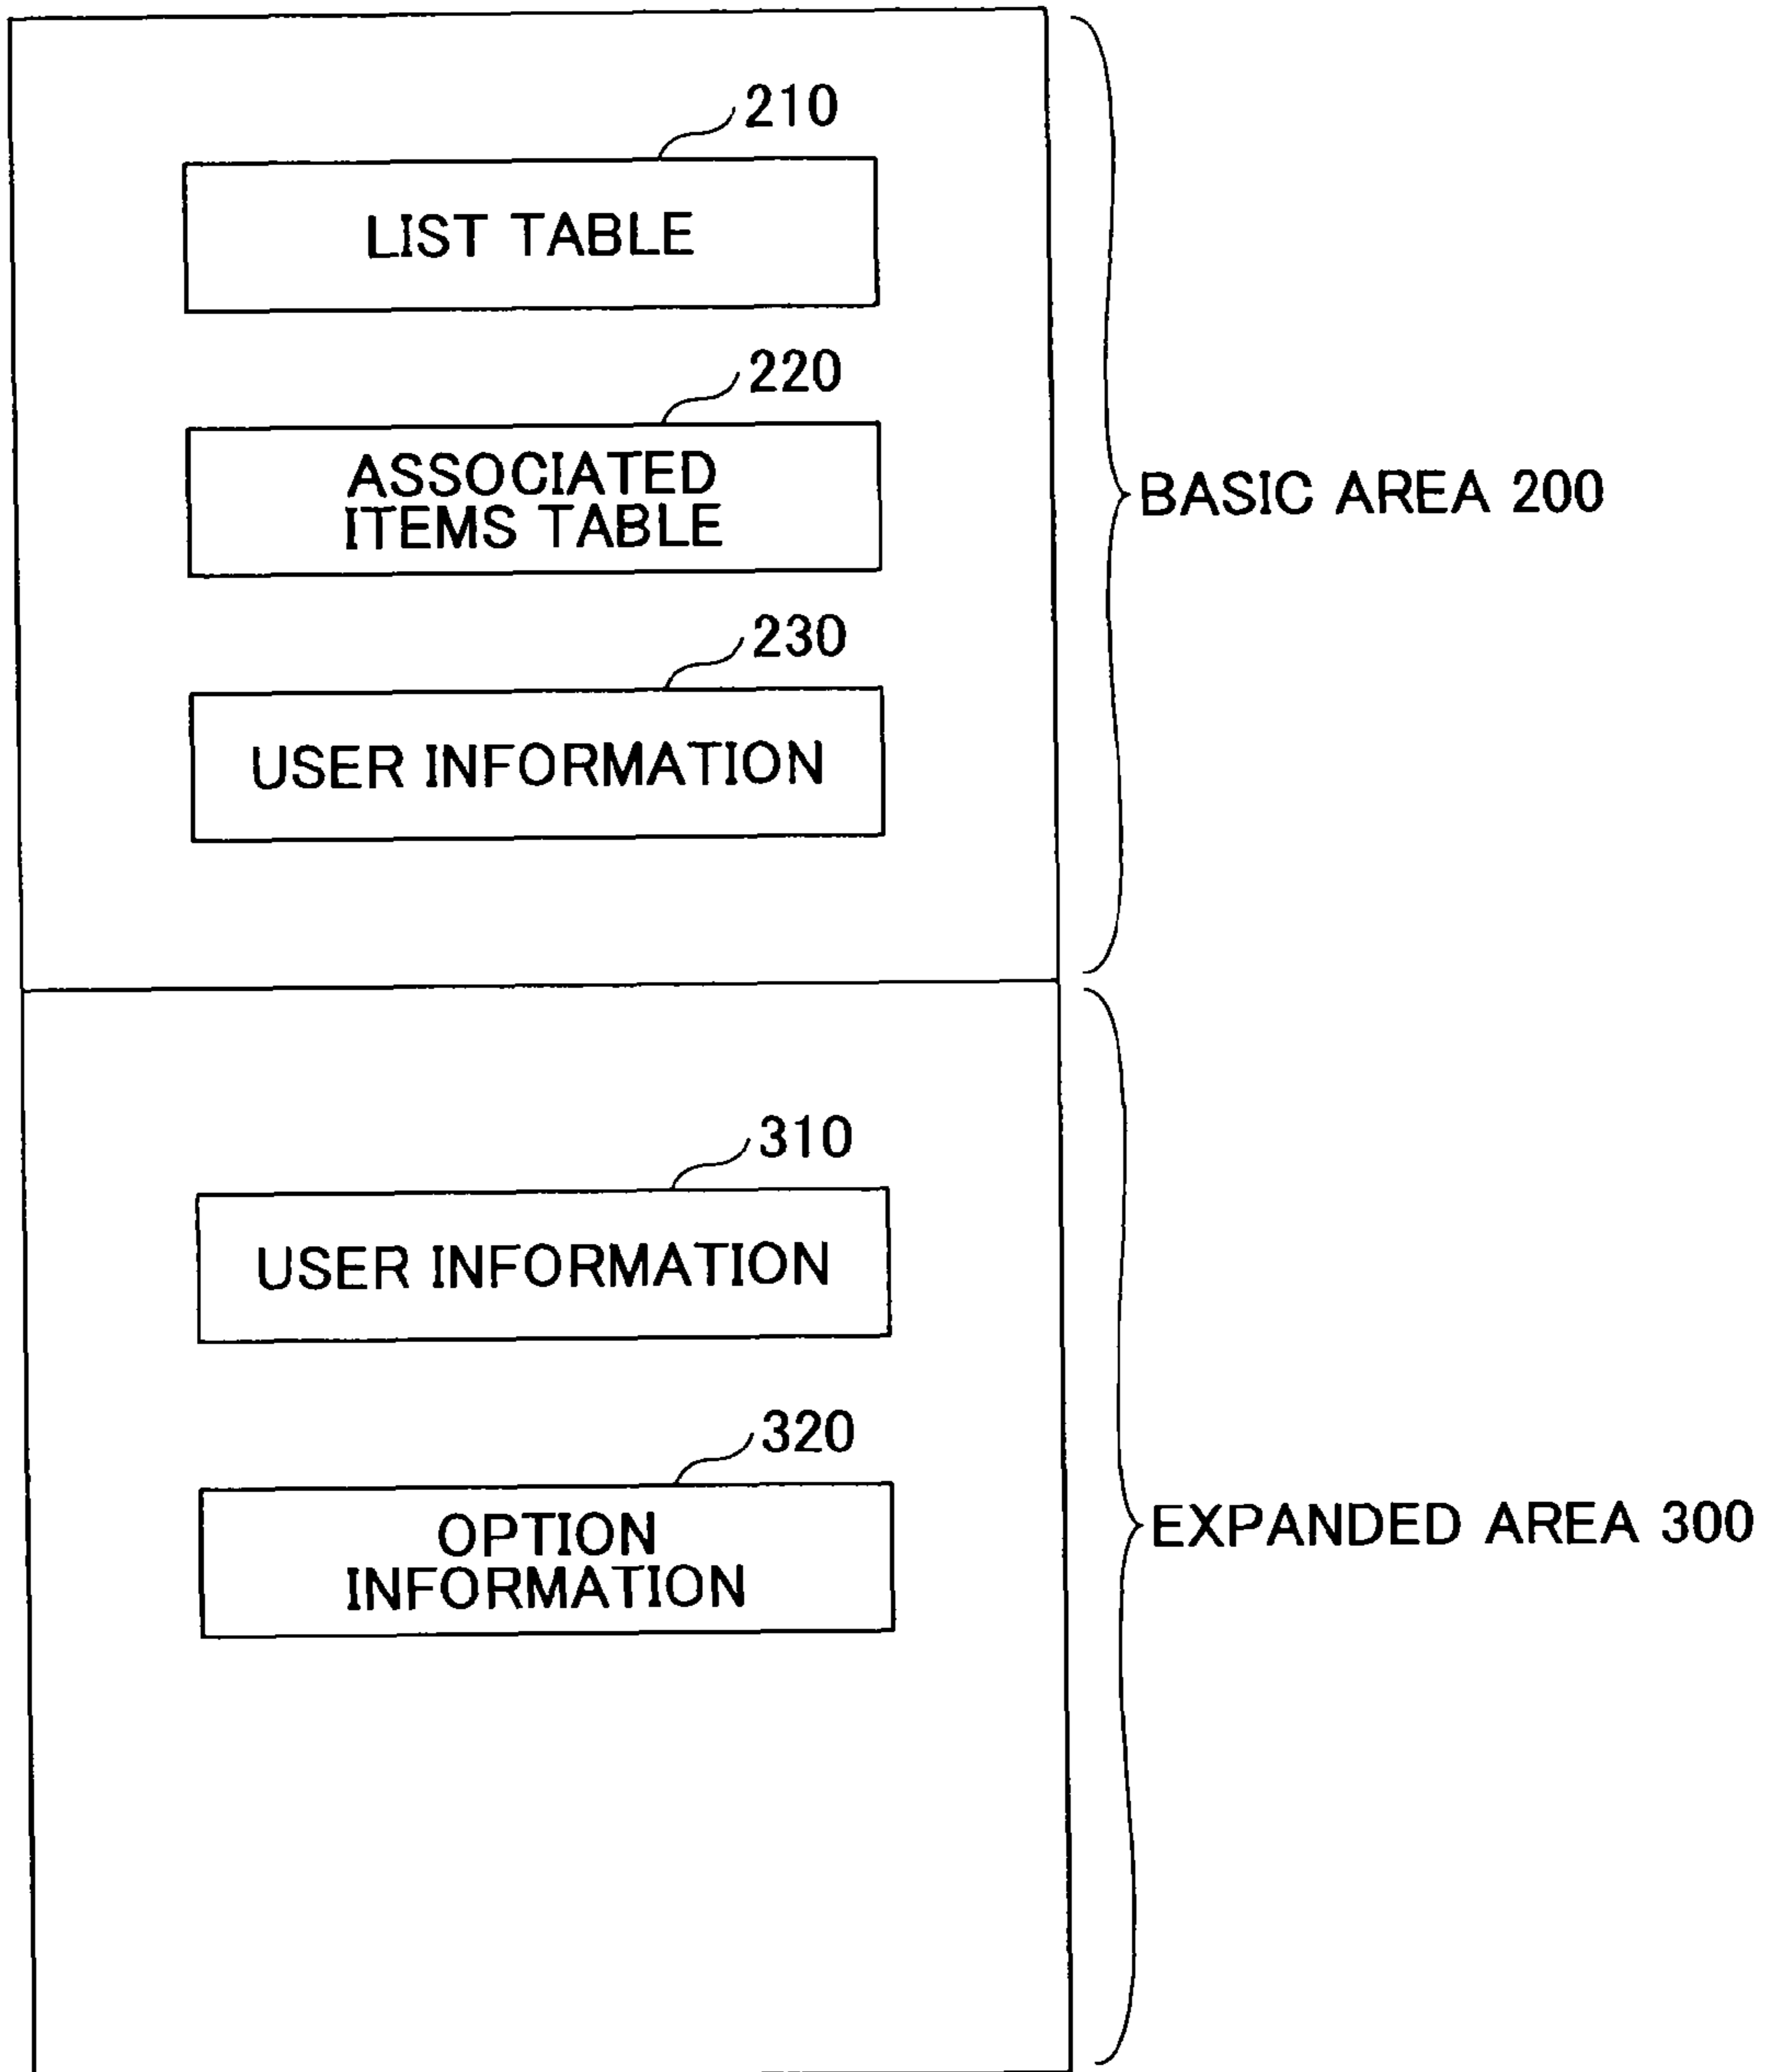 210
LIST TABLE
220
ASSOCIATED
ITEMS TABLE
BASIC AREA 200
230
USER INFORMATION
310
USER INFORMATION
320
OPTION
INFORMATION
EXPANDED AREA 300